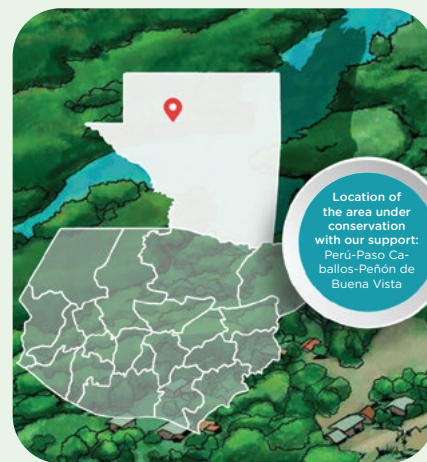 Location of
the area under
conservation
with our support:
Perú-Paso Ca-
ballos-Peñón de
Buena Vista